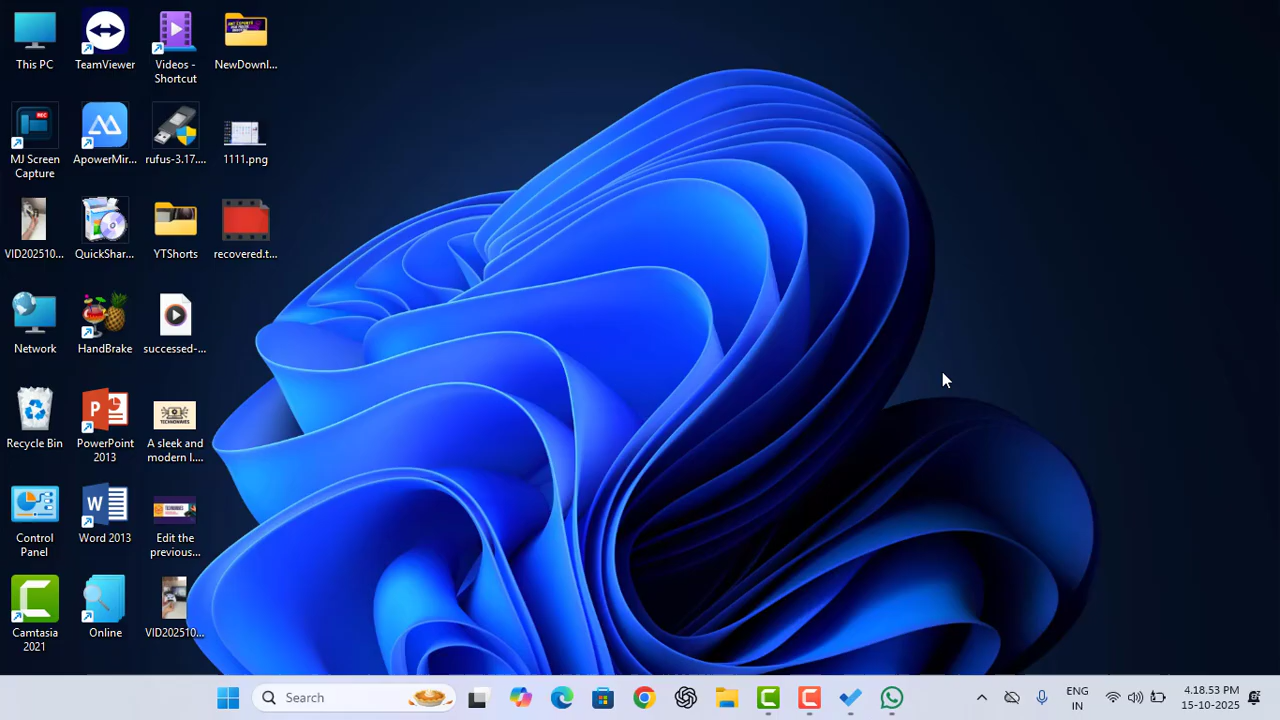 This PC
TeamViewer
Videos -
Shortcut
NewDownl...
MJ Screen
Capture
ApowerMir...
rufus-3.17....
1111.png
VID202510...
QuickShar...
YTShorts
recovered.t...
Network
HandBrake
successed-...
Recycle Bin
PowerPoint
2013
A sleek and
modern l....
Control
Panel
Word 2013
Edit the
previous...
Camtasia
2021
Online
VID202510...
REC
Search
ENG
IN
18.53 PM
15-10-2025